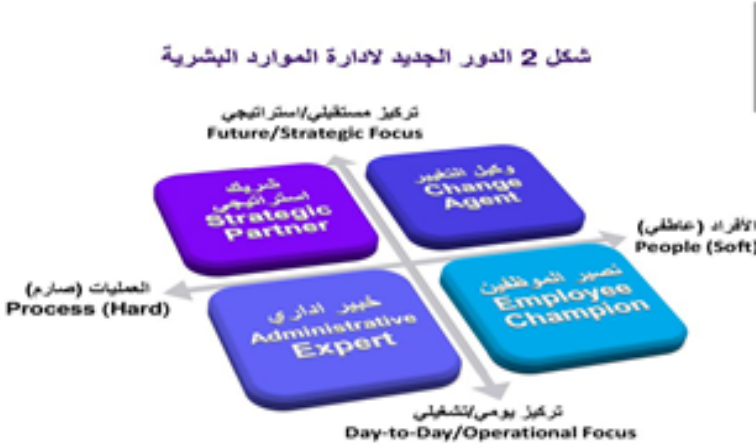 شكل 2 الدور الجديد لادارة الموارد البشرية
تركيز مستقبلي/استراتيجي
Future/Strategic Focus
وكيل التغيير
Change
Agent
شريك
استراتيجي
Strategic
Partner
الأفراد (عاطفي)
People (Soft)
العمليات (صارم)
Process (Hard)
نصير الموظفين
Employee
Champion
خبير اداري
Administrative
Expert
تركيز يومي/تشغيلي
Day-to-Day/Operational Focus